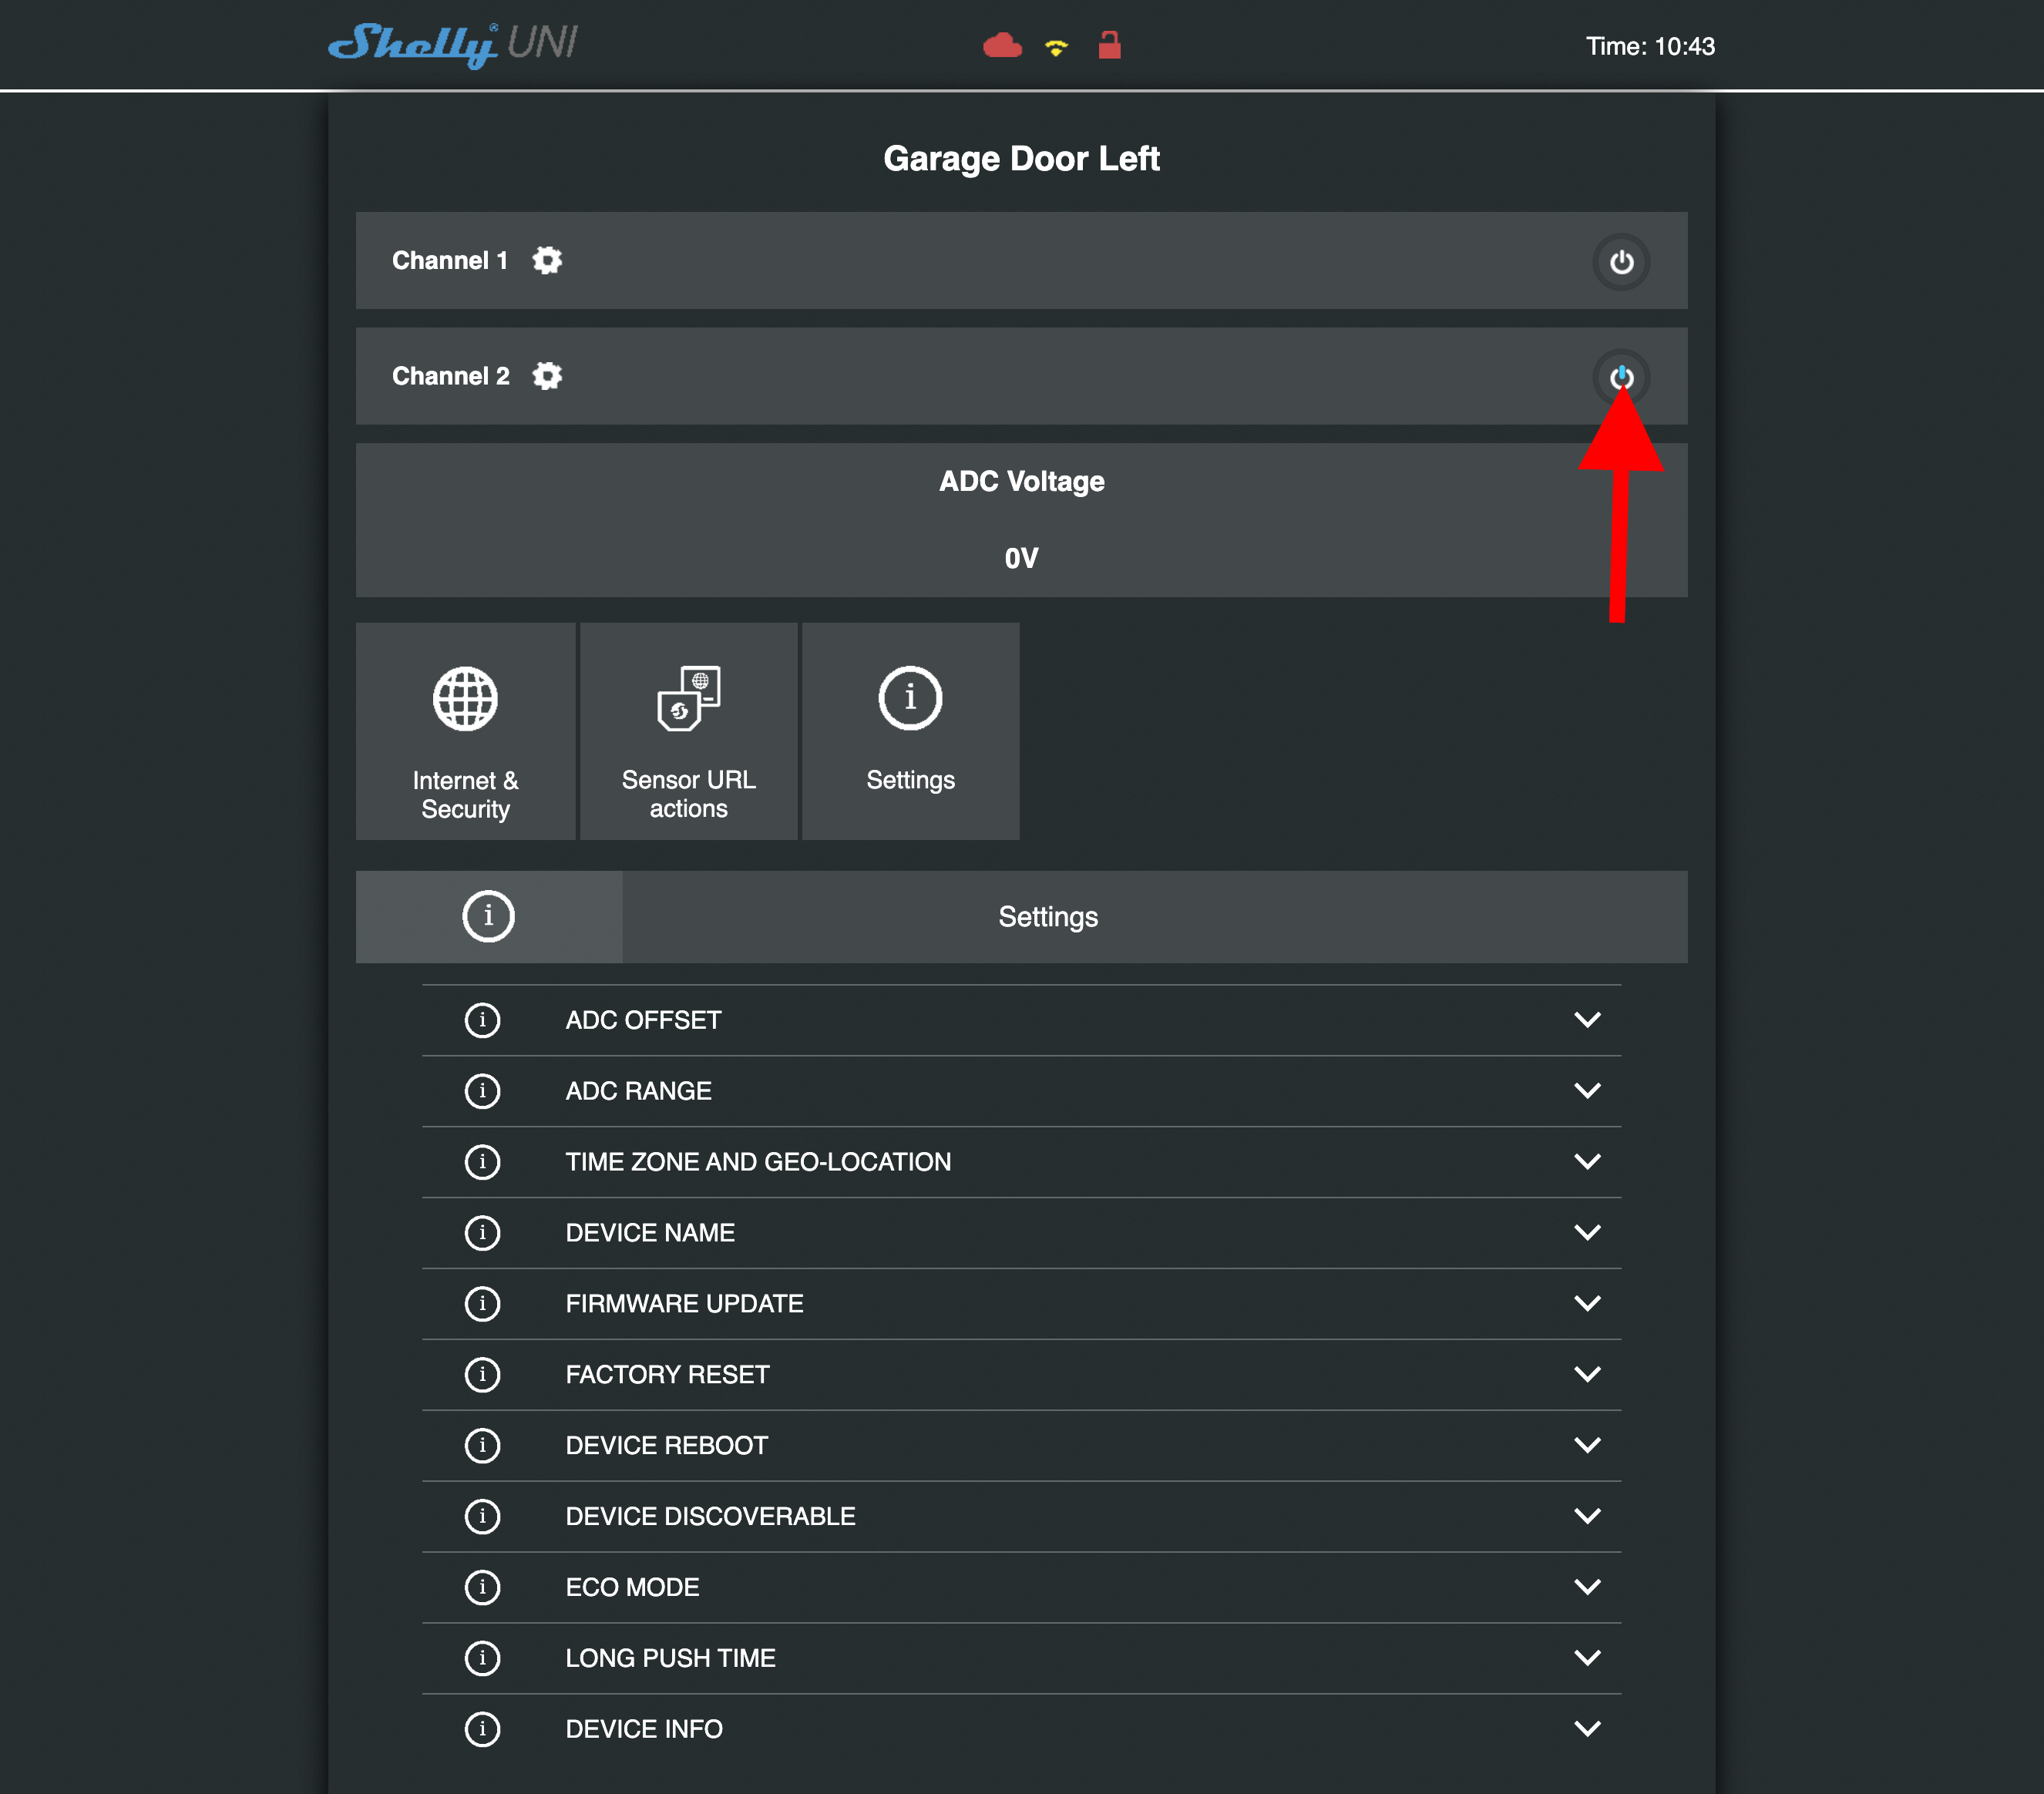 Shelly® UNI
Time: 10:43
Garage Door Left
Channel 1
Channel 2
ADC Voltage
0V
Internet &
Security
Sensor URL
actions
Settings
Settings
ADC OFFSET
ADC RANGE
TIME ZONE AND GEO-LOCATION
DEVICE NAME
FIRMWARE UPDATE
FACTORY RESET
DEVICE REBOOT
DEVICE DISCOVERABLE
ECO MODE
LONG PUSH TIME
DEVICE INFO